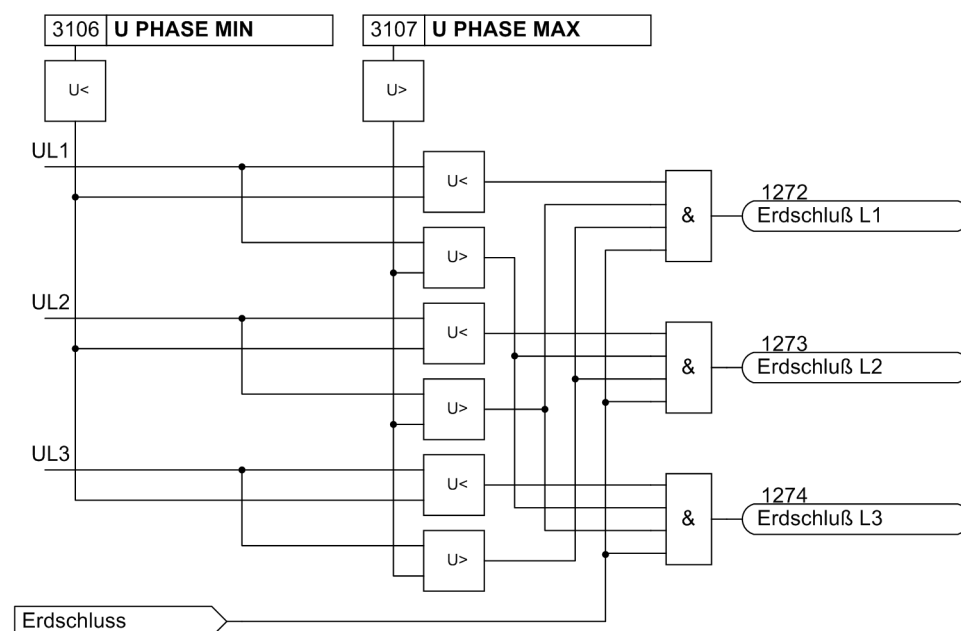 3106 U PHASE MIN
3107 U PHASE MAX
U<
U>
UL1
U<
1272
&
Erdschluß L1
U>
UL2
U<
1273
&
Erdschluß L2
U>
UL3
U<
1274
&
Erdschluß L3
U>
Erdschluss